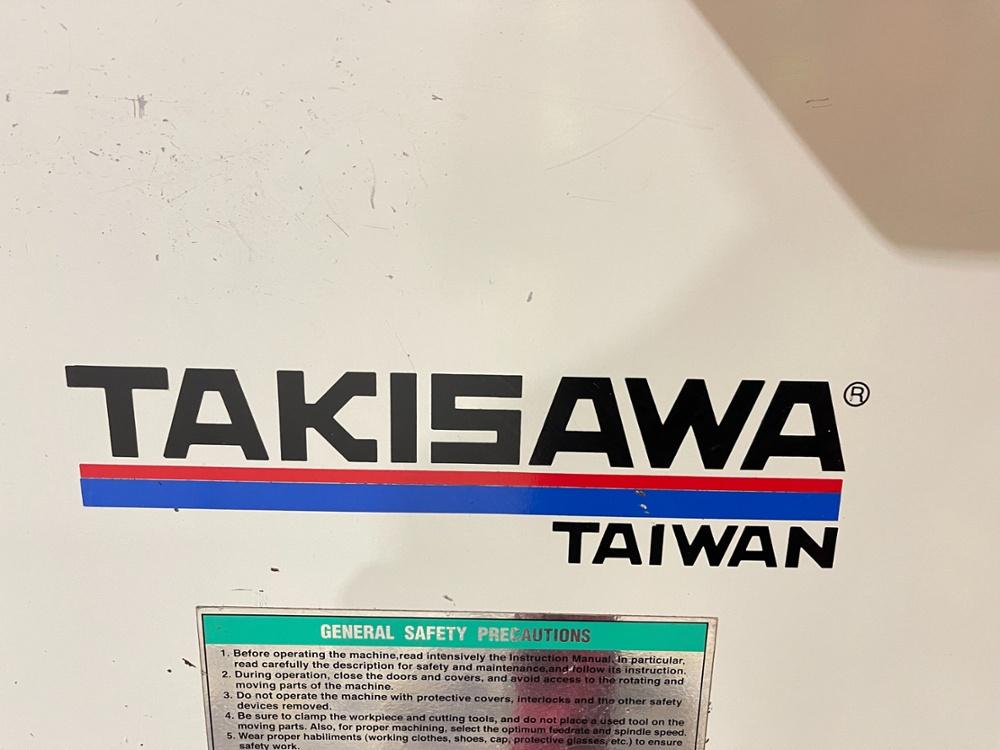 TAKISAWA®
TAIWAN
GENERAL SAFETY PRECAUTIONS
1. Before operating the machine,read intensively the Instruction Manual. In particular,
read carefully the description for safety and maintenance,and follow its instruction.
2. During operation, close the doors and covers, and avoid access to the rotating and
moving parts of the machine.
3. Do not operate the machine with protective covers, interlocks and the other safety
devices removed.
4. Be sure to clamp the workpiece and cutting tools, and do not place a used tool on the
moving parts. Also, for proper machining, select the optimum feedrate and spindle speed.
5. Wear proper habiliments (working clothes, shoes, cap, protective glasses, etc.) to ensure
safety work.